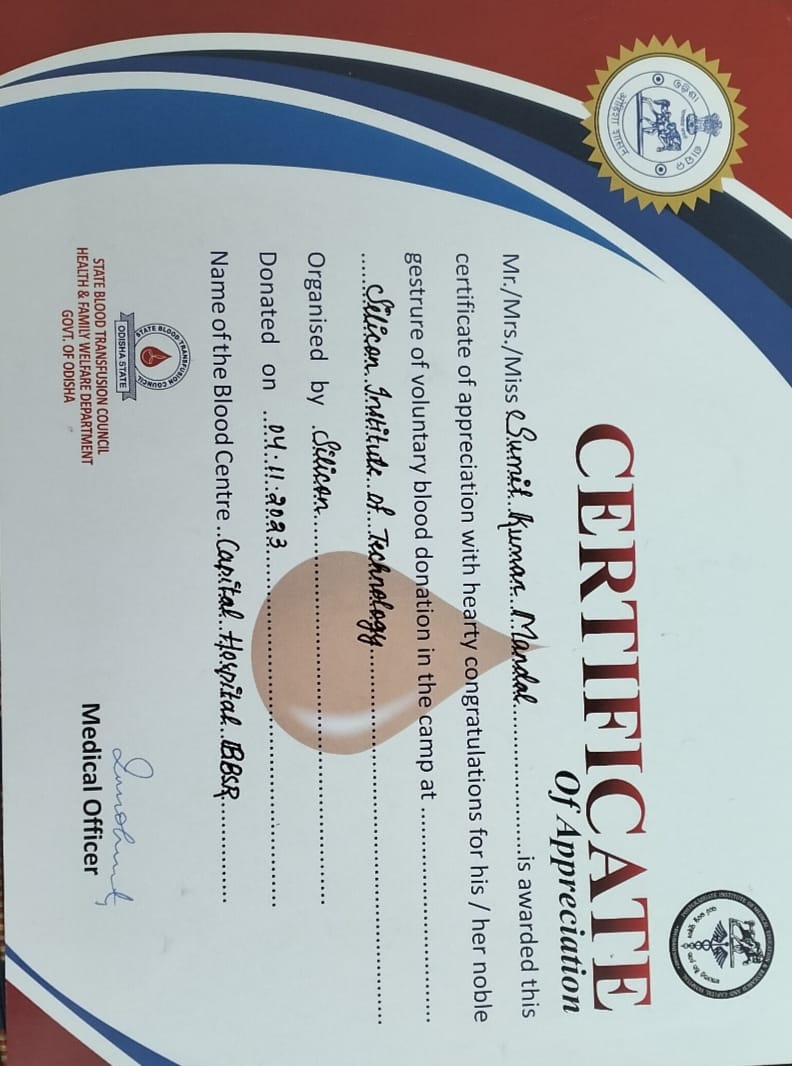 ଓଡ଼ିଶା ଶାସନ
ओडिशा शासन
CERTIFICATE
Of Appreciation
Mr./Mrs./Miss Sumit Kumar Mandal is awarded this
certificate of appreciation with hearty congratulations for his / her noble
gestrure of voluntary blood donation in the camp at
Silicon Institute of Technology
Organised by Silicon
Donated on 04.11.2023
Name of the Blood Centre Capital Hospital BBSR
STATE BLOOD TRANSFUSION COUNCIL
ODISHA STATE
STATE BLOOD TRANSFUSION COUNCIL
HEALTH & FAMILY WELFARE DEPARTMENT
GOVT. OF ODISHA
Medical Officer